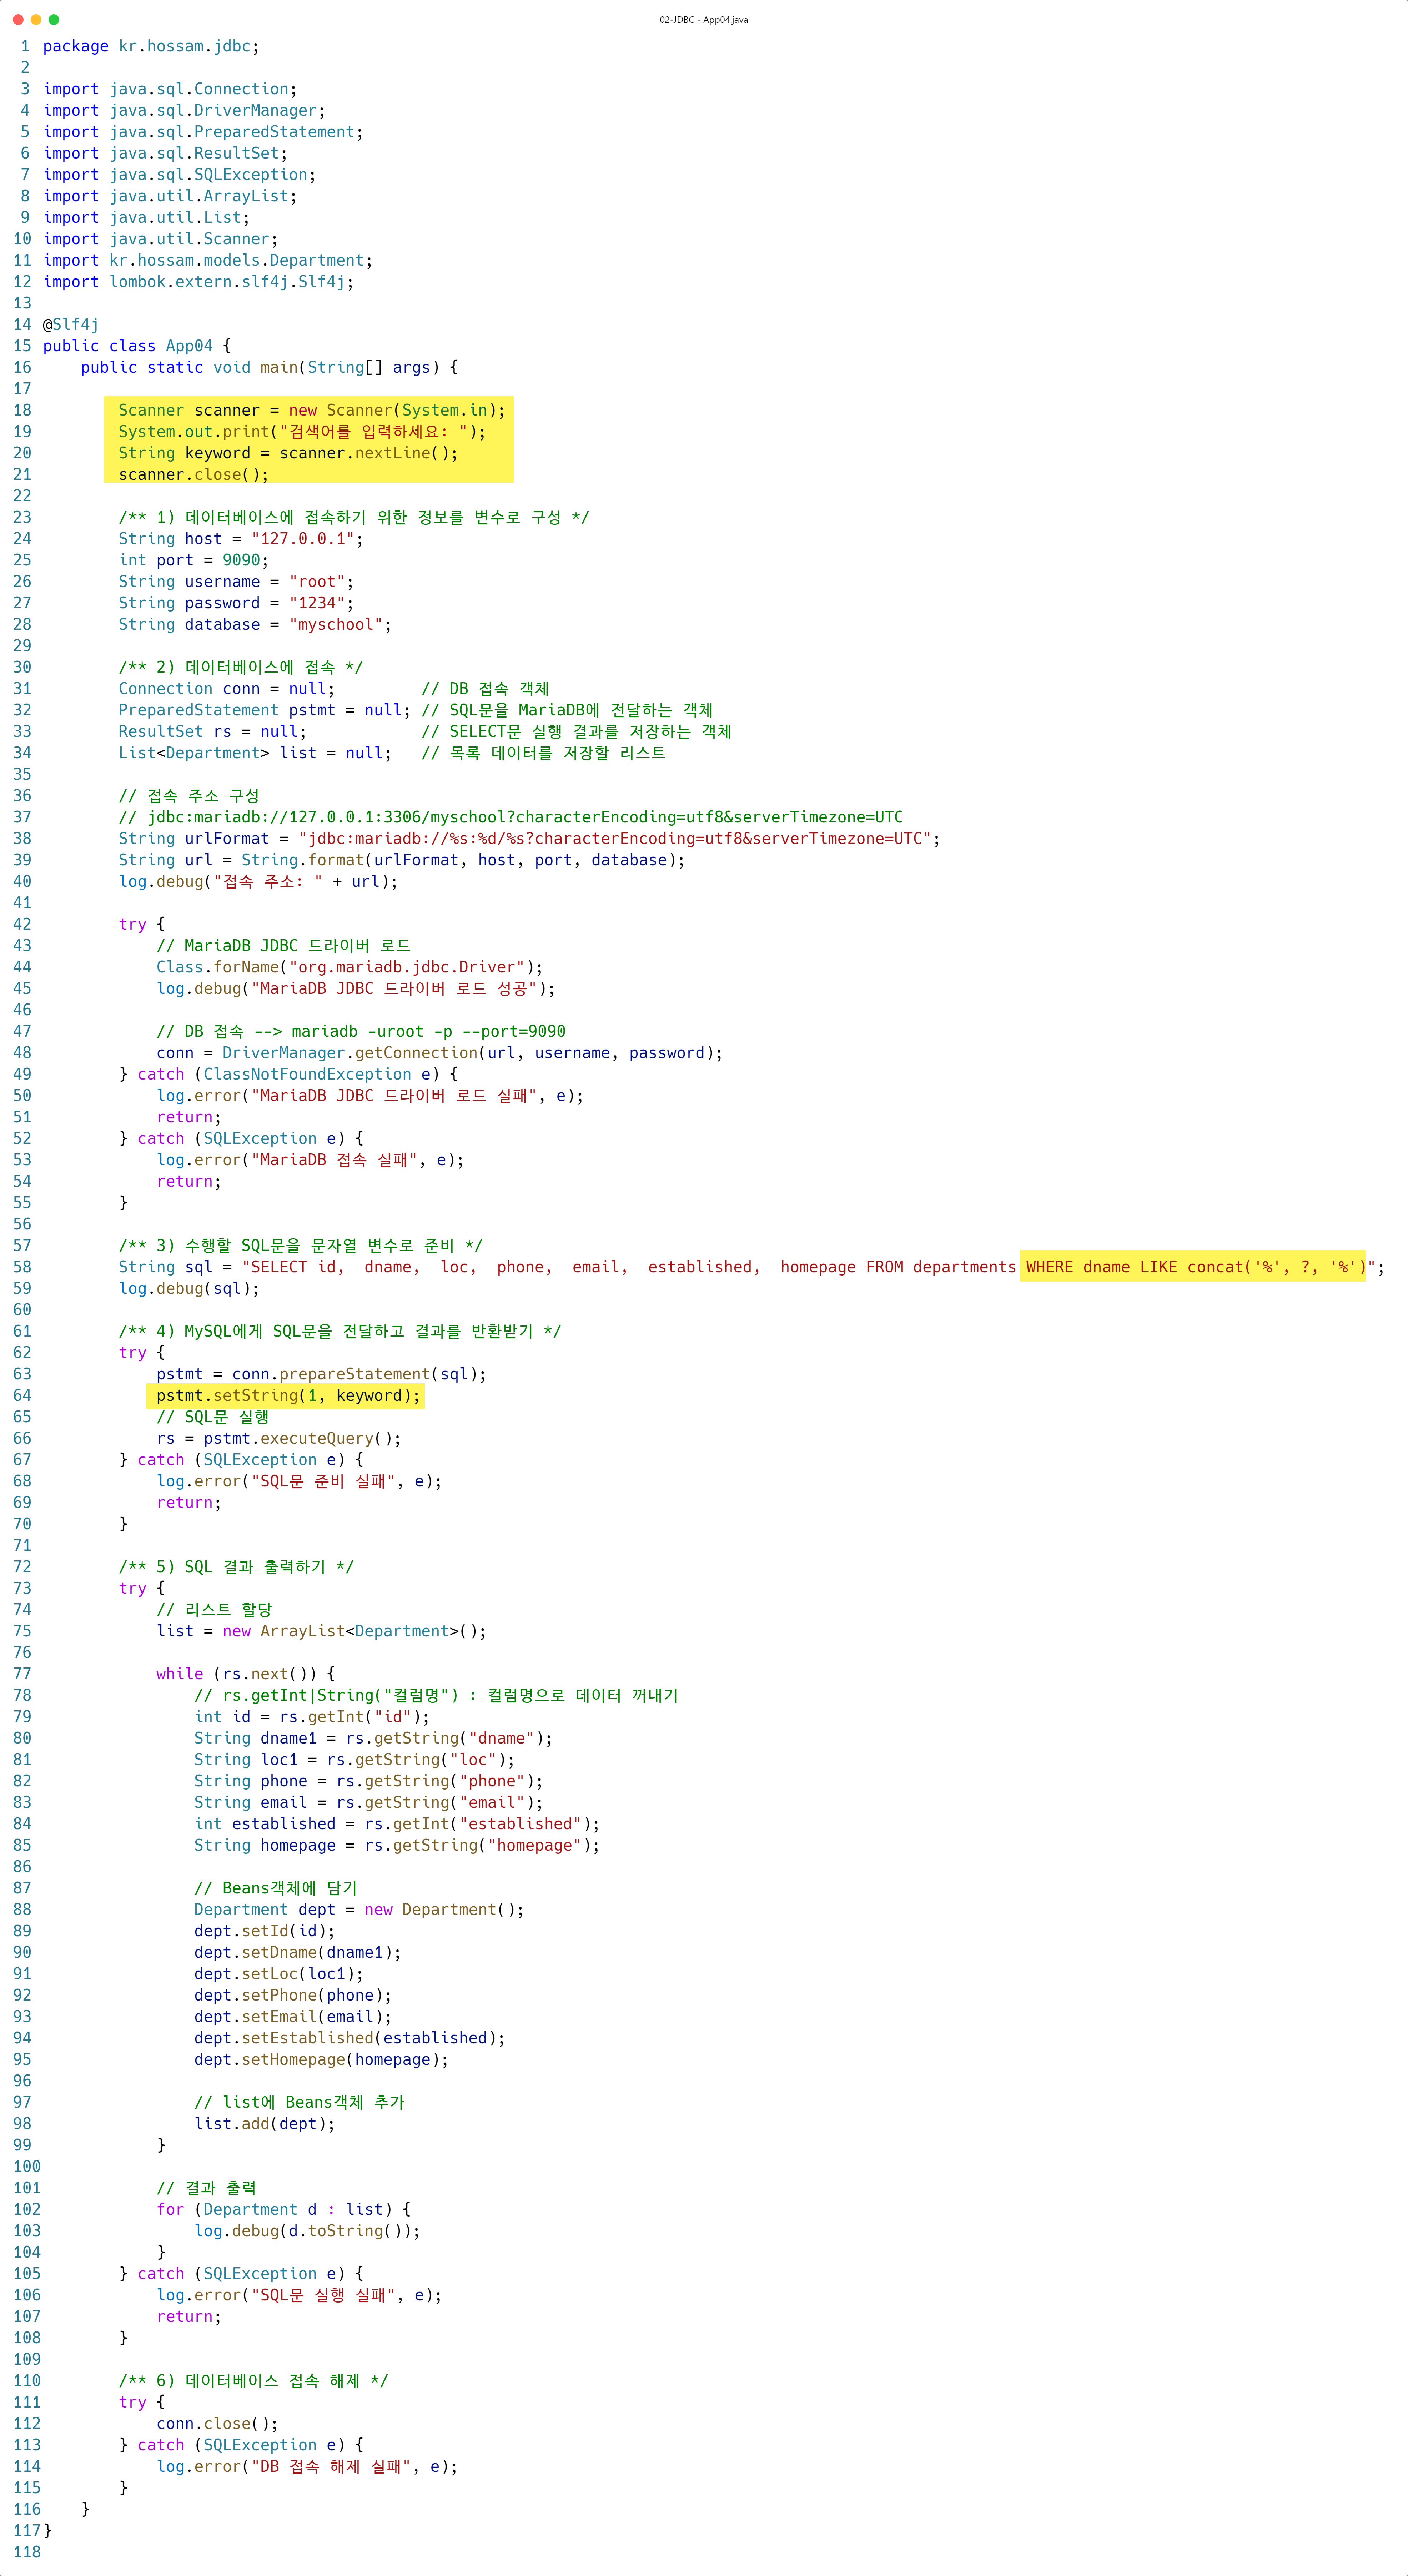 02-JDBC - App04.java
1 package kr.hossam.jdbc;
2
3 import java.sql.Connection;
4 import java.sql.DriverManager;
5 import java.sql.PreparedStatement;
6 import java.sql.ResultSet;
7 import java.sql.SQLException;
8 import java.util.ArrayList;
9 import java.util.List;
10 import java.util.Scanner;
11 import kr.hossam.models.Department;
12 import lombok.extern.slf4j.Slf4j;
13
14 @Slf4j
15 public class App04 {
16     public static void main(String[] args) {
17
18         Scanner scanner = new Scanner(System.in);
19         System.out.print("검색어를 입력하세요: ");
20         String keyword = scanner.nextLine();
21         scanner.close();
22
23         /** 1) 데이터베이스에 접속하기 위한 정보를 변수로 구성 */
24         String host = "127.0.0.1";
25         int port = 9090;
26         String username = "root";
27         String password = "1234";
28         String database = "myschool";
29
30         /** 2) 데이터베이스에 접속 */
31         Connection conn = null;         // DB 접속 객체
32         PreparedStatement pstmt = null; // SQL문을 MariaDB에 전달하는 객체
33         ResultSet rs = null;            // SELECT문 실행 결과를 저장하는 객체
34         List<Department> list = null;   // 목록 데이터를 저장할 리스트
35
36         // 접속 주소 구성
37         // jdbc:mariadb://127.0.0.1:3306/myschool?characterEncoding=utf8&serverTimezone=UTC
38         String urlFormat = "jdbc:mariadb://%s:%d/%s?characterEncoding=utf8&serverTimezone=UTC";
39         String url = String.format(urlFormat, host, port, database);
40         log.debug("접속 주소: " + url);
41
42         try {
43             // MariaDB JDBC 드라이버 로드
44             Class.forName("org.mariadb.jdbc.Driver");
45             log.debug("MariaDB JDBC 드라이버 로드 성공");
46
47             // DB 접속 --> mariadb -uroot -p --port=9090
48             conn = DriverManager.getConnection(url, username, password);
49         } catch (ClassNotFoundException e) {
50             log.error("MariaDB JDBC 드라이버 로드 실패", e);
51             return;
52         } catch (SQLException e) {
53             log.error("MariaDB 접속 실패", e);
54             return;
55         }
56
57         /** 3) 수행할 SQL문을 문자열 변수로 준비 */
58         String sql = "SELECT id,  dname,  loc,  phone,  email,  established,  homepage FROM departments WHERE dname LIKE concat('%', ?, '%')";
59         log.debug(sql);
60
61         /** 4) MySQL에게 SQL문을 전달하고 결과를 반환받기 */
62         try {
63             pstmt = conn.prepareStatement(sql);
64             pstmt.setString(1, keyword);
65             // SQL문 실행
66             rs = pstmt.executeQuery();
67         } catch (SQLException e) {
68             log.error("SQL문 준비 실패", e);
69             return;
70         }
71
72         /** 5) SQL 결과 출력하기 */
73         try {
74             // 리스트 할당
75             list = new ArrayList<Department>();
76
77             while (rs.next()) {
78                 // rs.getInt|String("컬럼명") : 컬럼명으로 데이터 꺼내기
79                 int id = rs.getInt("id");
80                 String dname1 = rs.getString("dname");
81                 String loc1 = rs.getString("loc");
82                 String phone = rs.getString("phone");
83                 String email = rs.getString("email");
84                 int established = rs.getInt("established");
85                 String homepage = rs.getString("homepage");
86
87                 // Beans객체에 담기
88                 Department dept = new Department();
89                 dept.setId(id);
90                 dept.setDname(dname1);
91                 dept.setLoc(loc1);
92                 dept.setPhone(phone);
93                 dept.setEmail(email);
94                 dept.setEstablished(established);
95                 dept.setHomepage(homepage);
96
97                 // list에 Beans객체 추가
98                 list.add(dept);
99             }
100
101             // 결과 출력
102             for (Department d : list) {
103                 log.debug(d.toString());
104             }
105         } catch (SQLException e) {
106             log.error("SQL문 실행 실패", e);
107             return;
108         }
109
110         /** 6) 데이터베이스 접속 해제 */
111         try {
112             conn.close();
113         } catch (SQLException e) {
114             log.error("DB 접속 해제 실패", e);
115         }
116     }
117 }
118